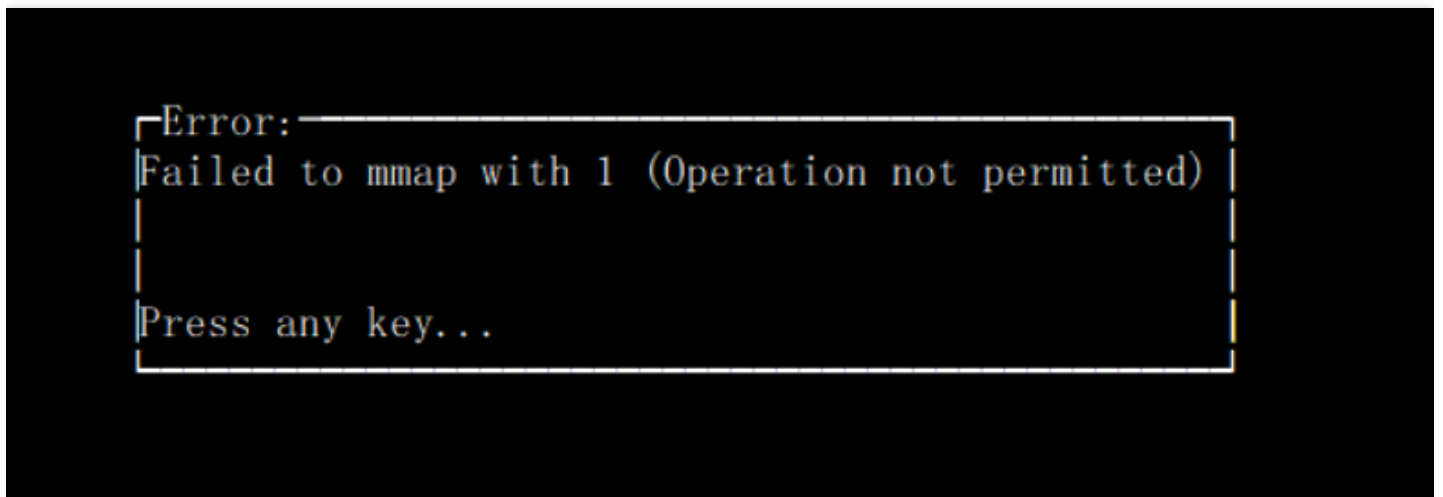 Error:
Failed to mmap with 1 (Operation not permitted)
Press any key...